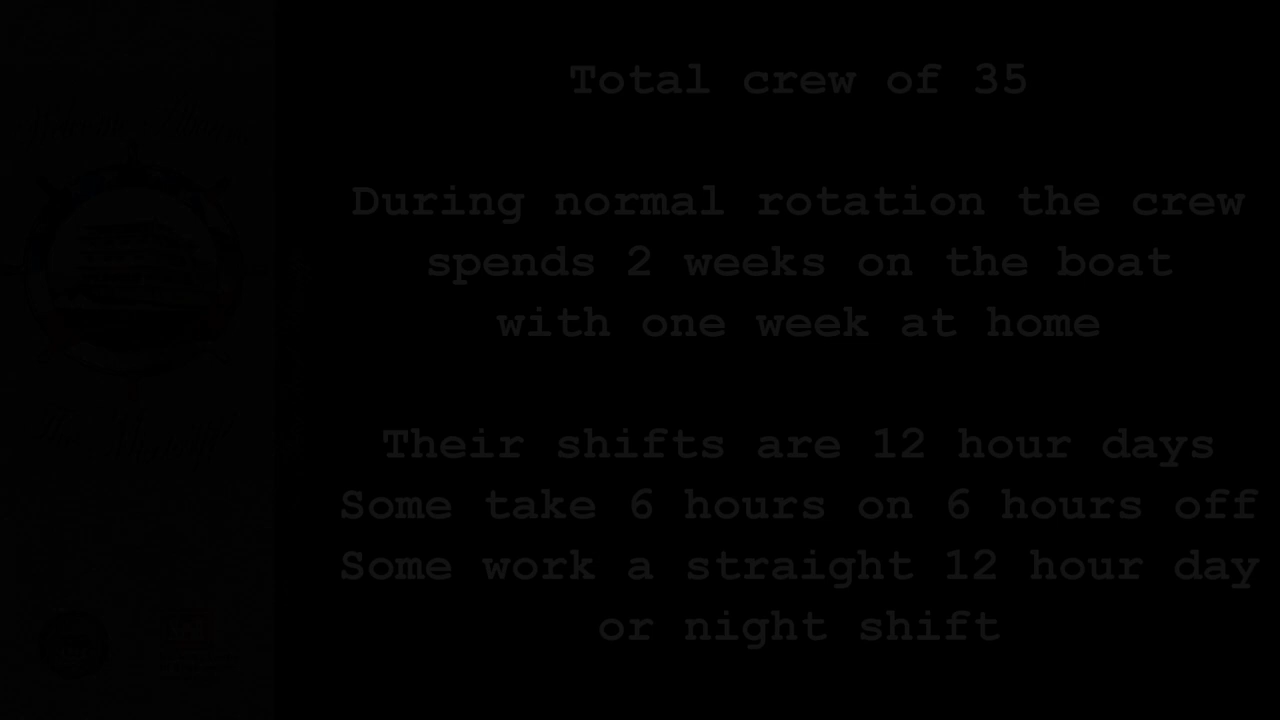 Total crew of 35
During normal rotation the crew
spends 2 weeks on the boat
with one week at home
Their shifts are 12 hour days
Some take 6 hours on 6 hours off
Some work a straight 12 hour day
or night shift